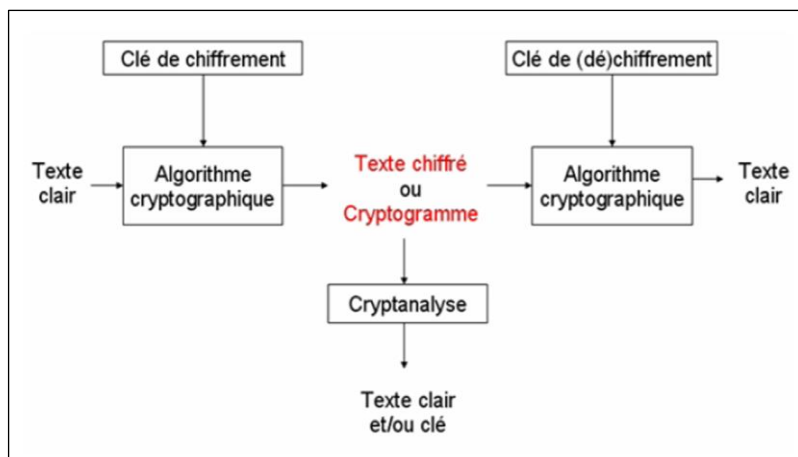 Clé de chiffrement
Clé de (dé)chiffrement
Texte
clair
Algorithme
cryptographique
Texte chiffré
ou
Cryptogramme
Algorithme
cryptographique
Texte
clair
Cryptanalyse
Texte clair
et/ou clé